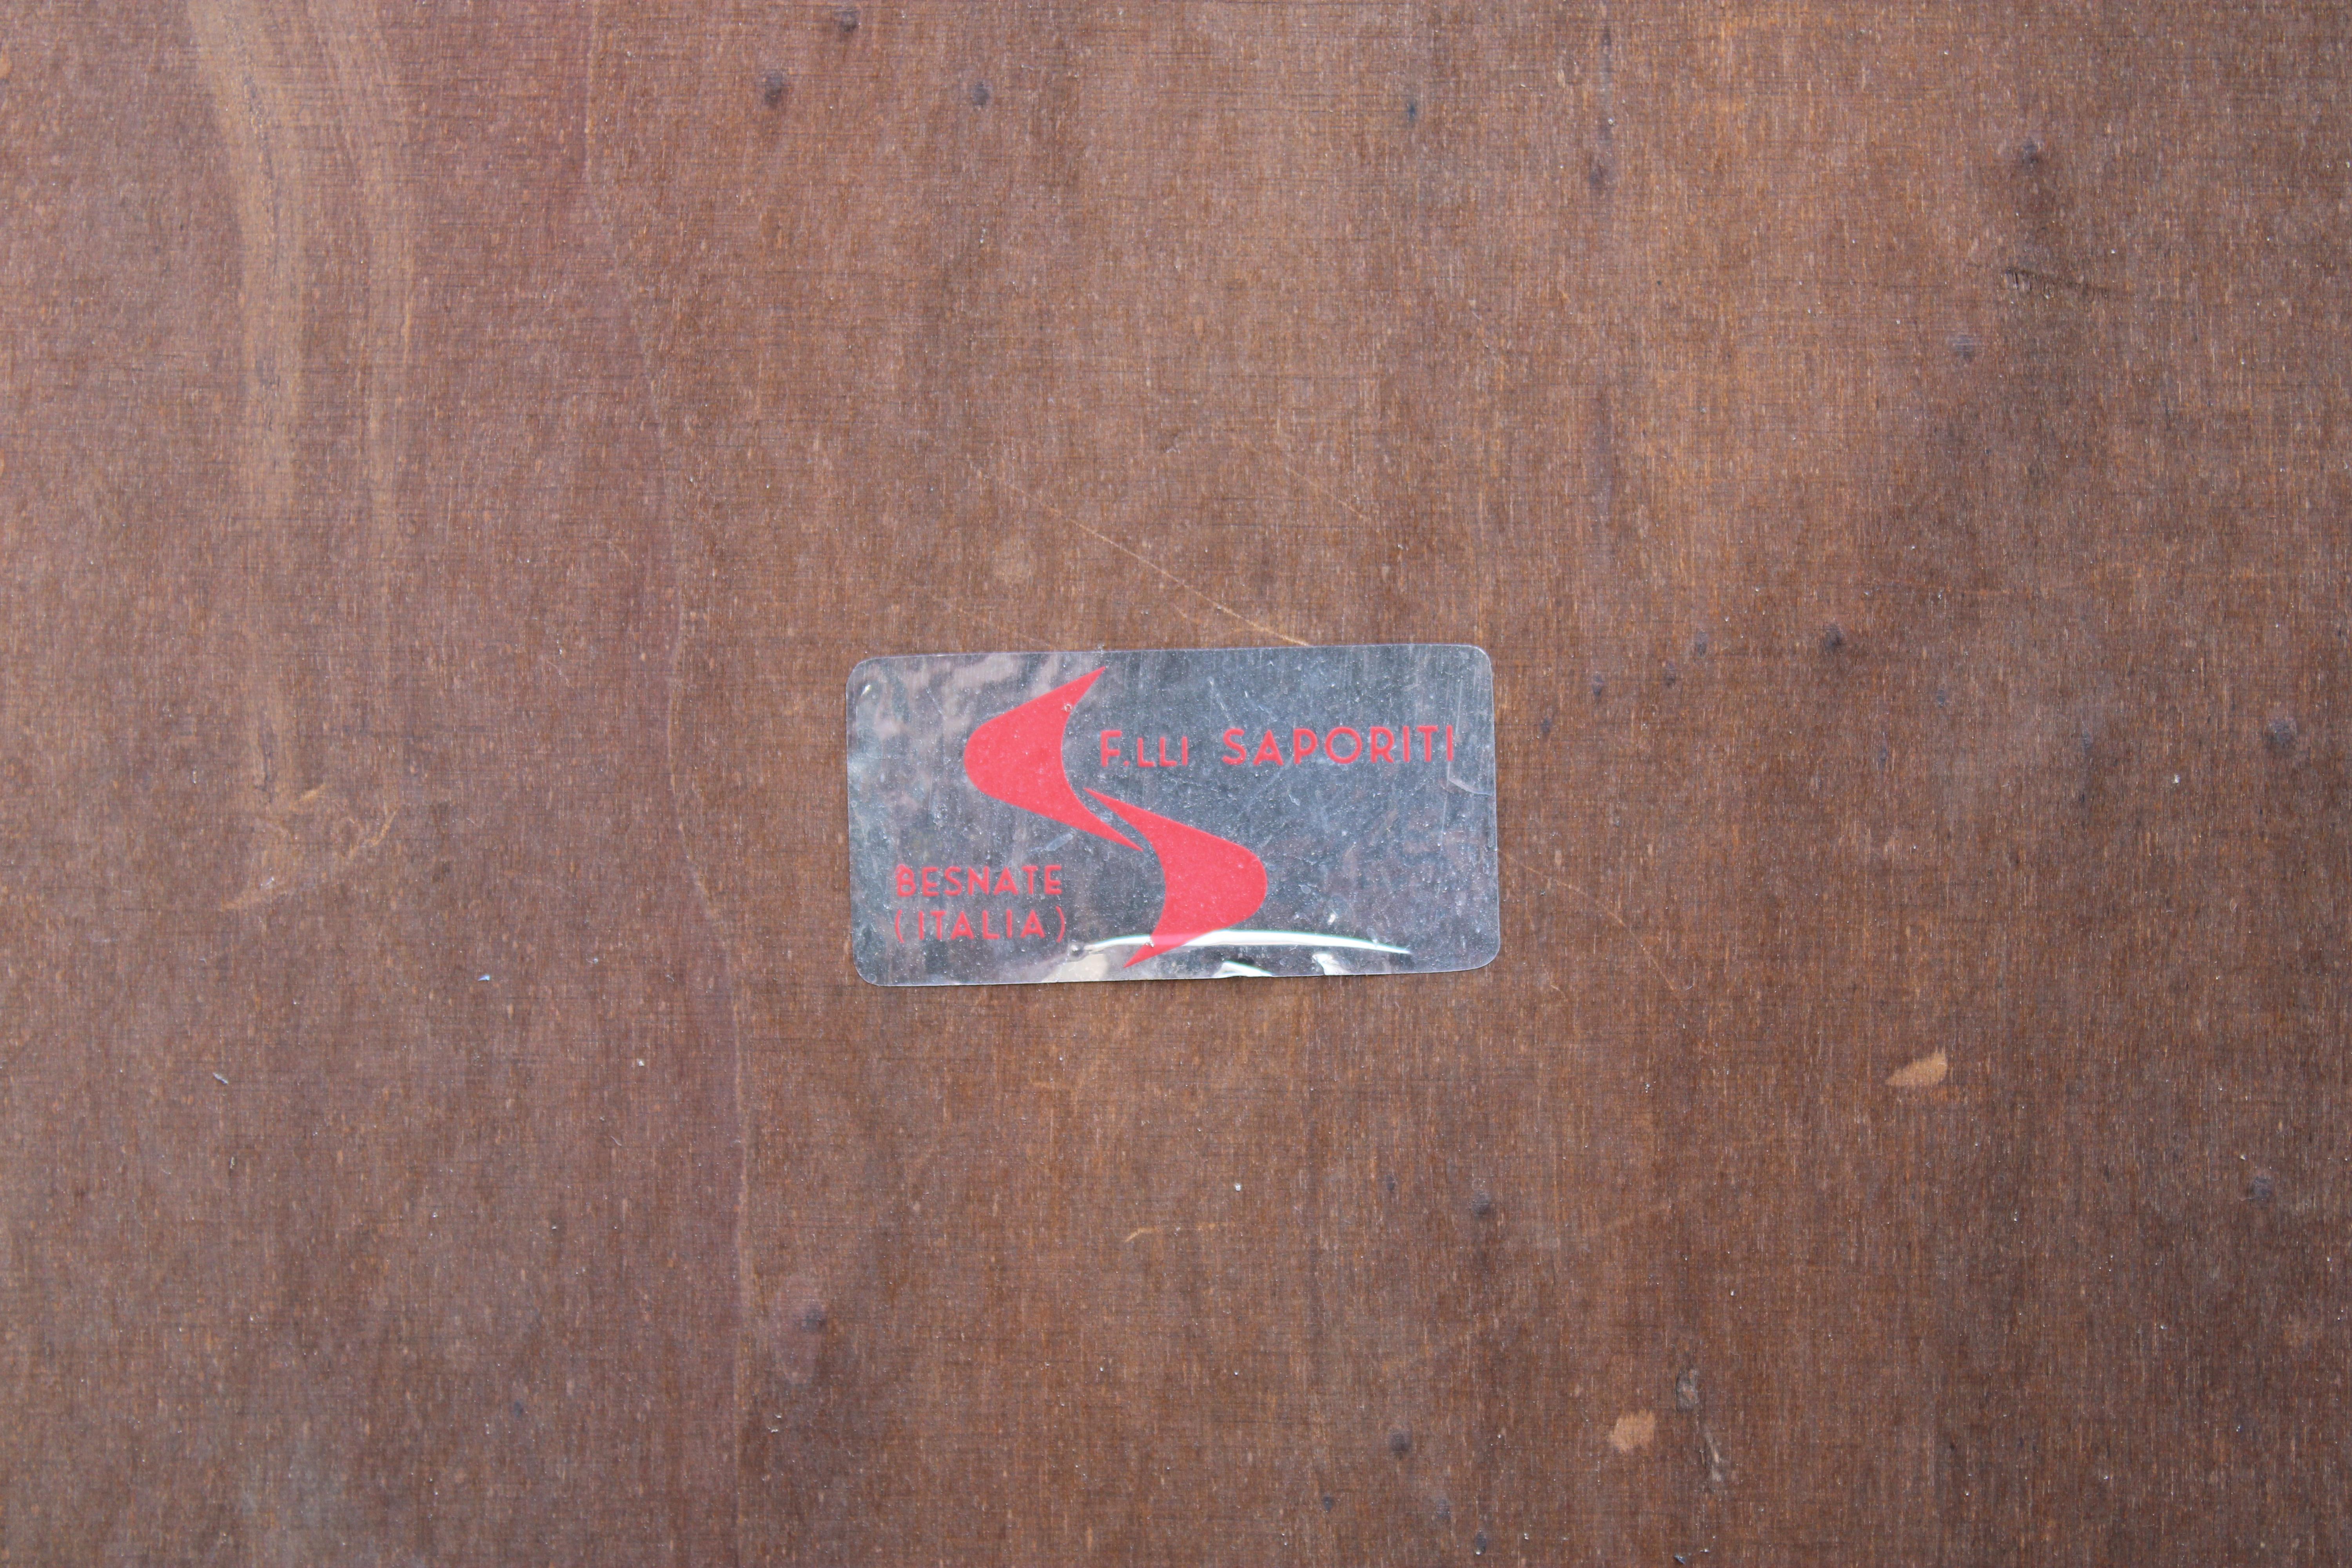 F.LLI SAPORITI
BESNATE
(ITALIA)